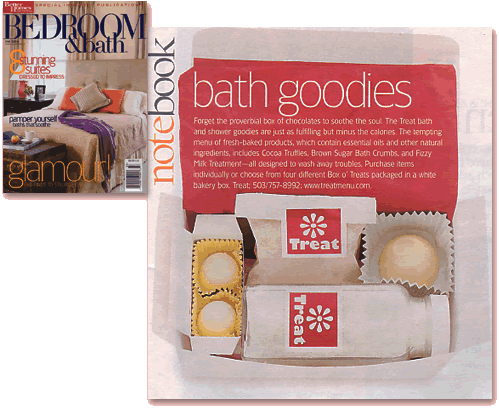 Better Homes
SPECIAL INTEREST PUBLICATIONS
BEDROOM
&bath
8 stunning
suites
DRESSED TO IMPRESS
pamper yourself
baths that soothe
glamour!
notebook
bath goodies
Forget the proverbial box of chocolates to soothe the soul. The Treat bath
and shower goodies are just as fulfilling but minus the calories. The tempting
menu of fresh-baked products, which contain essential oils and other natural
ingredients, includes Cocoa Truffles, Brown Sugar Bath Crumbs, and Fizzy
Milk Treatment—all designed to wash away troubles. Purchase items
individually or choose from four different Box o' Treats packaged in a white
bakery box. Treat: 503/757-8992; www.treatmenu.com.
Treat
Treat